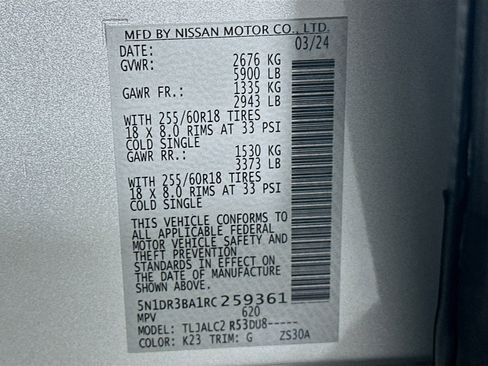 MFD BY NISSAN MOTOR CO., LTD.
DATE: 03/24
GVWR: 2676 KG
5900 LB
GAWR FR.: 1335 KG
2943 LB
WITH 255/60R18 TIRES
18 X 8.0 RIMS AT 33 PSI
COLD SINGLE
GAWR RR.: 1530 KG
3373 LB
WITH 255/60R18 TIRES
18 X 8.0 RIMS AT 33 PSI
COLD SINGLE
THIS VEHICLE CONFORMS TO
ALL APPLICABLE FEDERAL
MOTOR VEHICLE SAFETY AND
THEFT PREVENTION
STANDARDS IN EFFECT ON
THE DATE OF MANUFACTURE
SHOWN ABOVE.
5N1DR3BA1RC259361
MPV 620
MODEL: TLJALC2 R53DU8-----
COLOR: K23 TRIM: G ZS30A